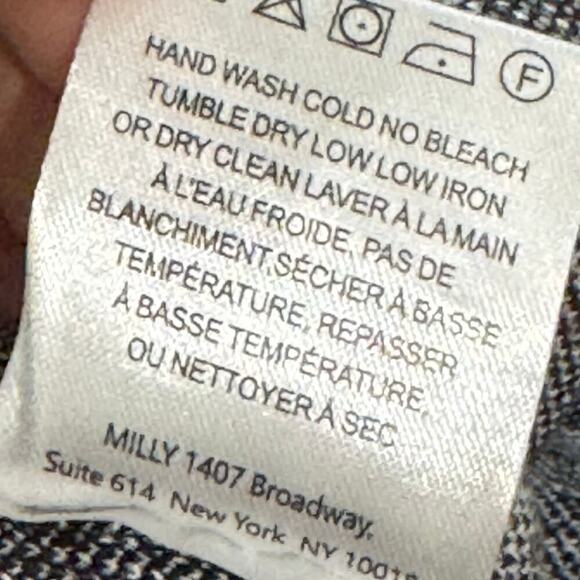 F
HAND WASH COLD NO BLEACH
TUMBLE DRY LOW LOW IRON
OR DRY CLEAN LAVER À LA MAIN
À L'EAU FROIDE, PAS DE
BLANCHIMENT,SÉCHER À BASSE
TEMPÉRATURE, REPASSER
À BASSE TEMPÉRATURE,
OU NETTOYER À SEC
MILLY 1407 Broadway,
Suite 614 New York NY